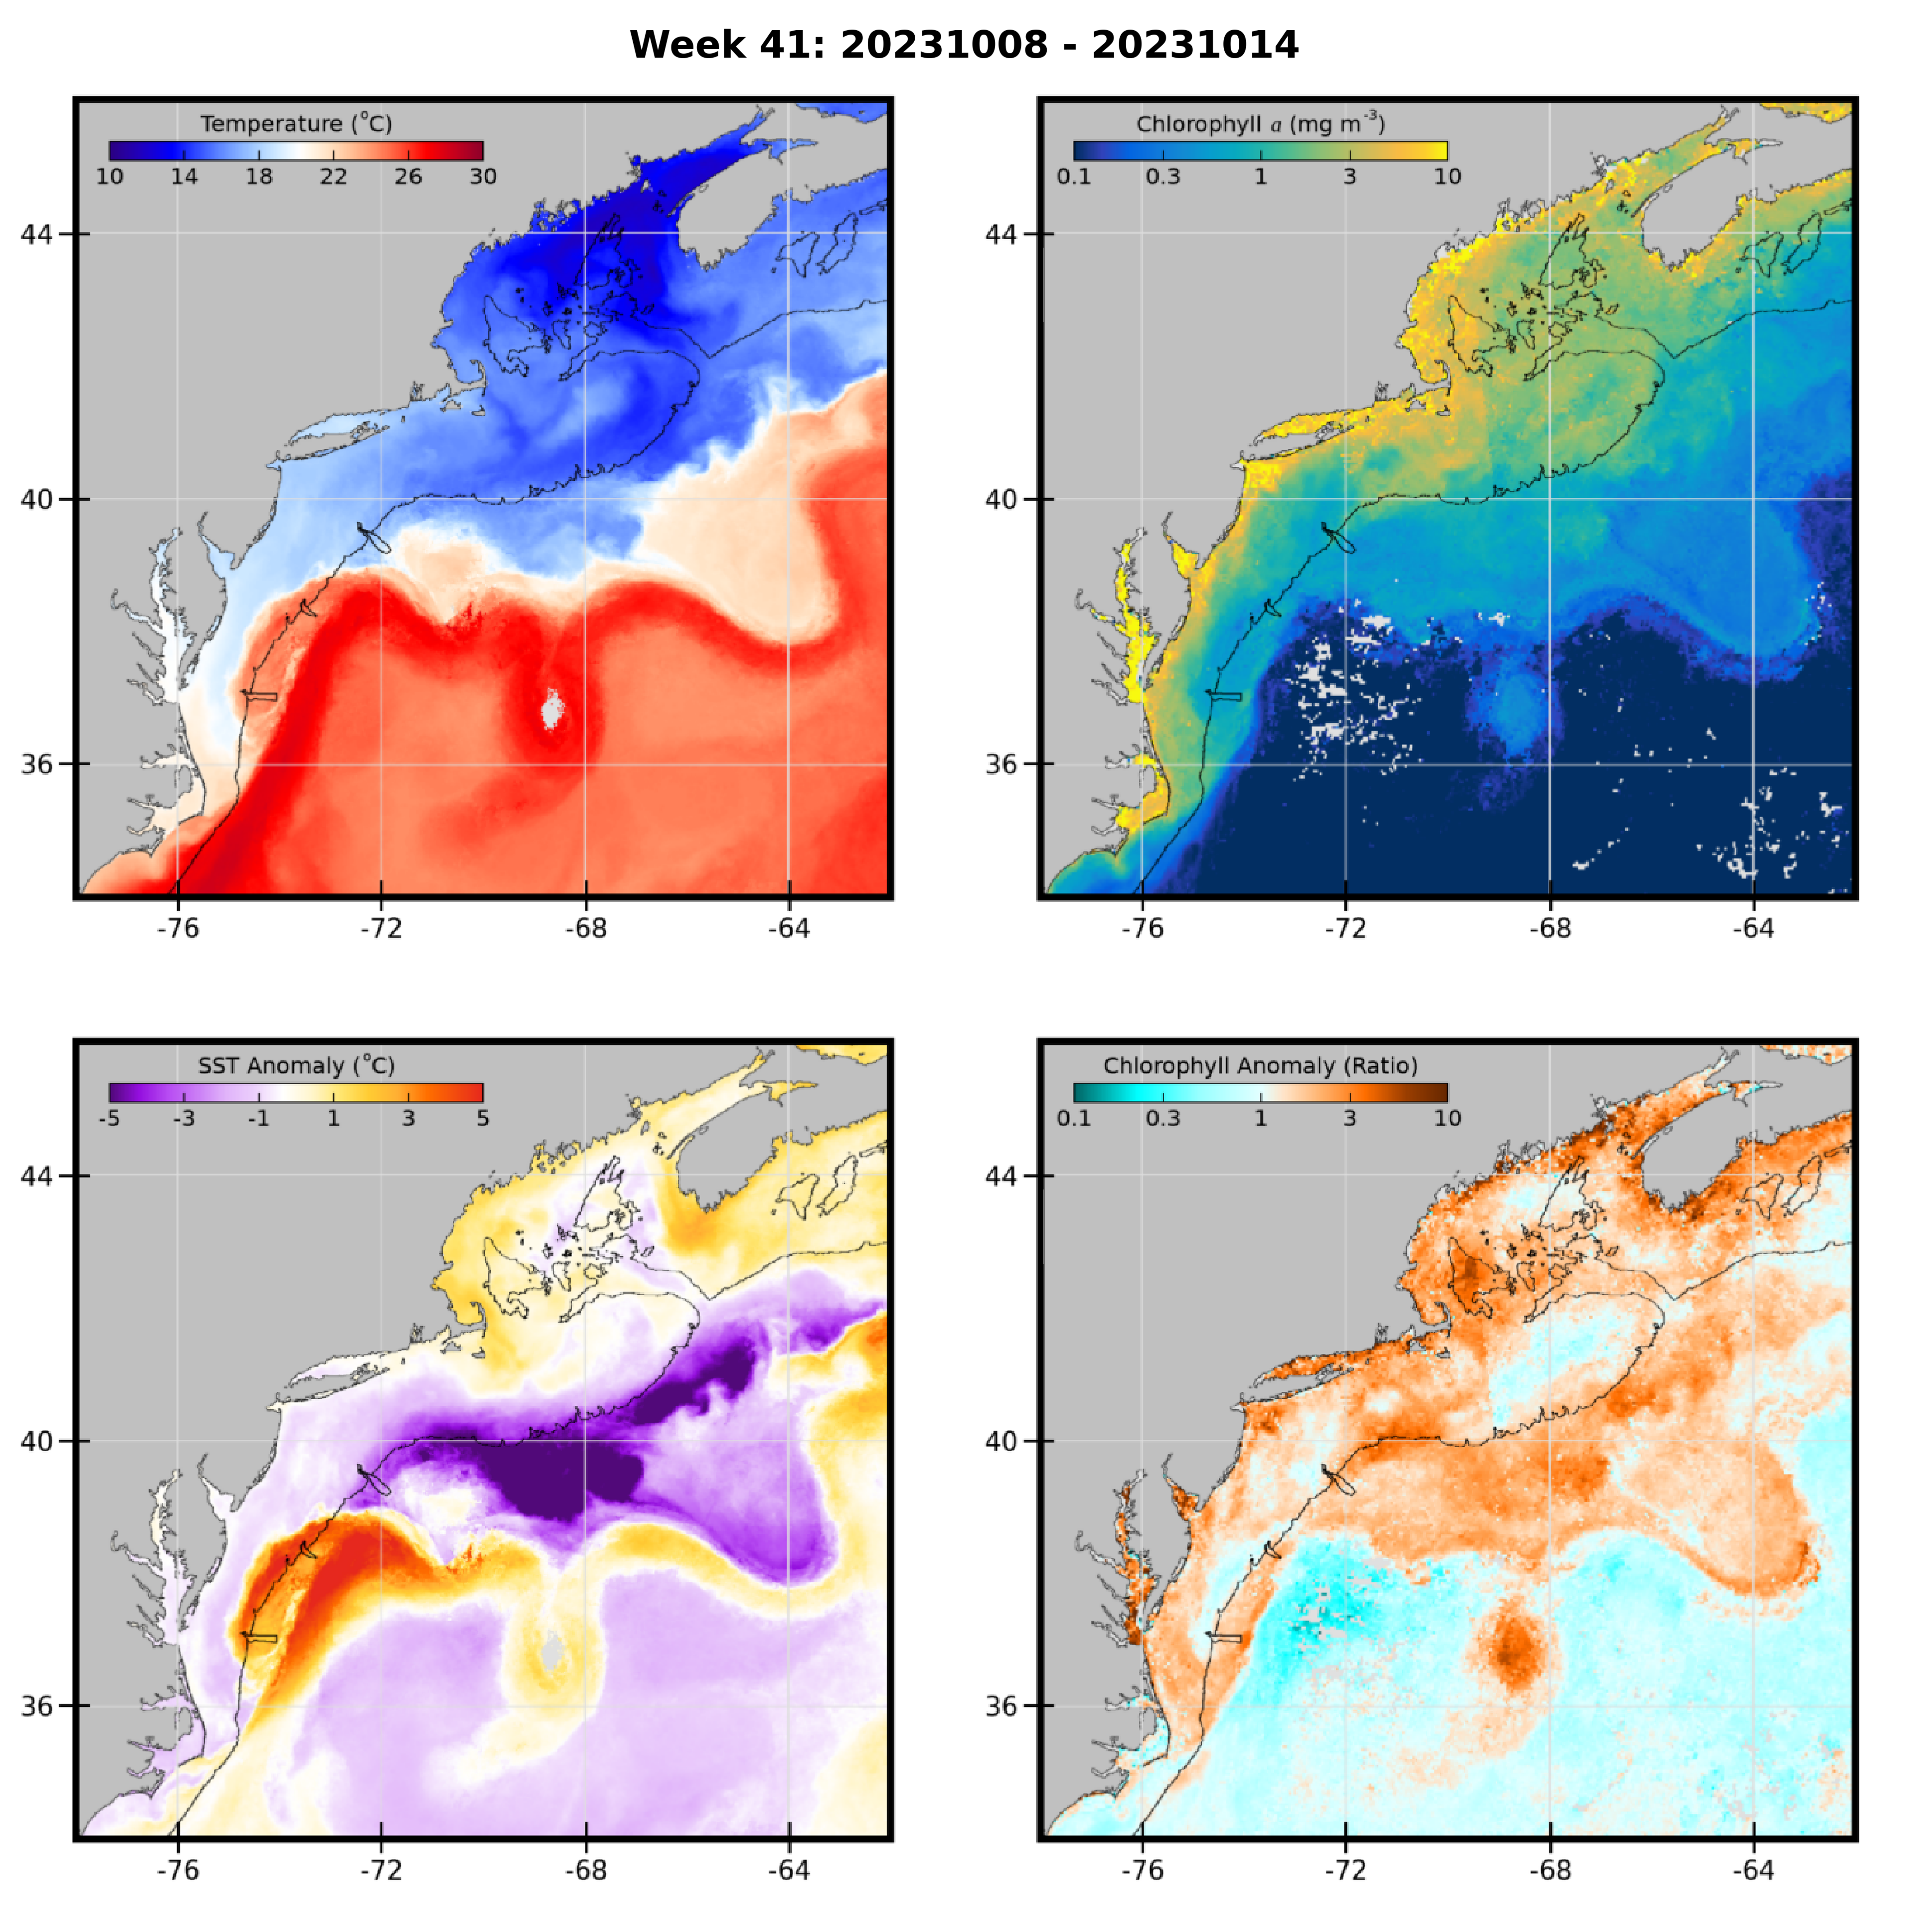 Week 41: 20231008 - 20231014
Temperature (°C)
10 14 18 22 26 30
44
40
36
-76 -72 -68 -64
Chlorophyll a (mg m⁻³)
0.1 0.3 1 3 10
44
40
36
-76 -72 -68 -64
SST Anomaly (°C)
-5 -3 -1 1 3 5
44
40
36
-76 -72 -68 -64
Chlorophyll Anomaly (Ratio)
0.1 0.3 1 3 10
44
40
36
-76 -72 -68 -64